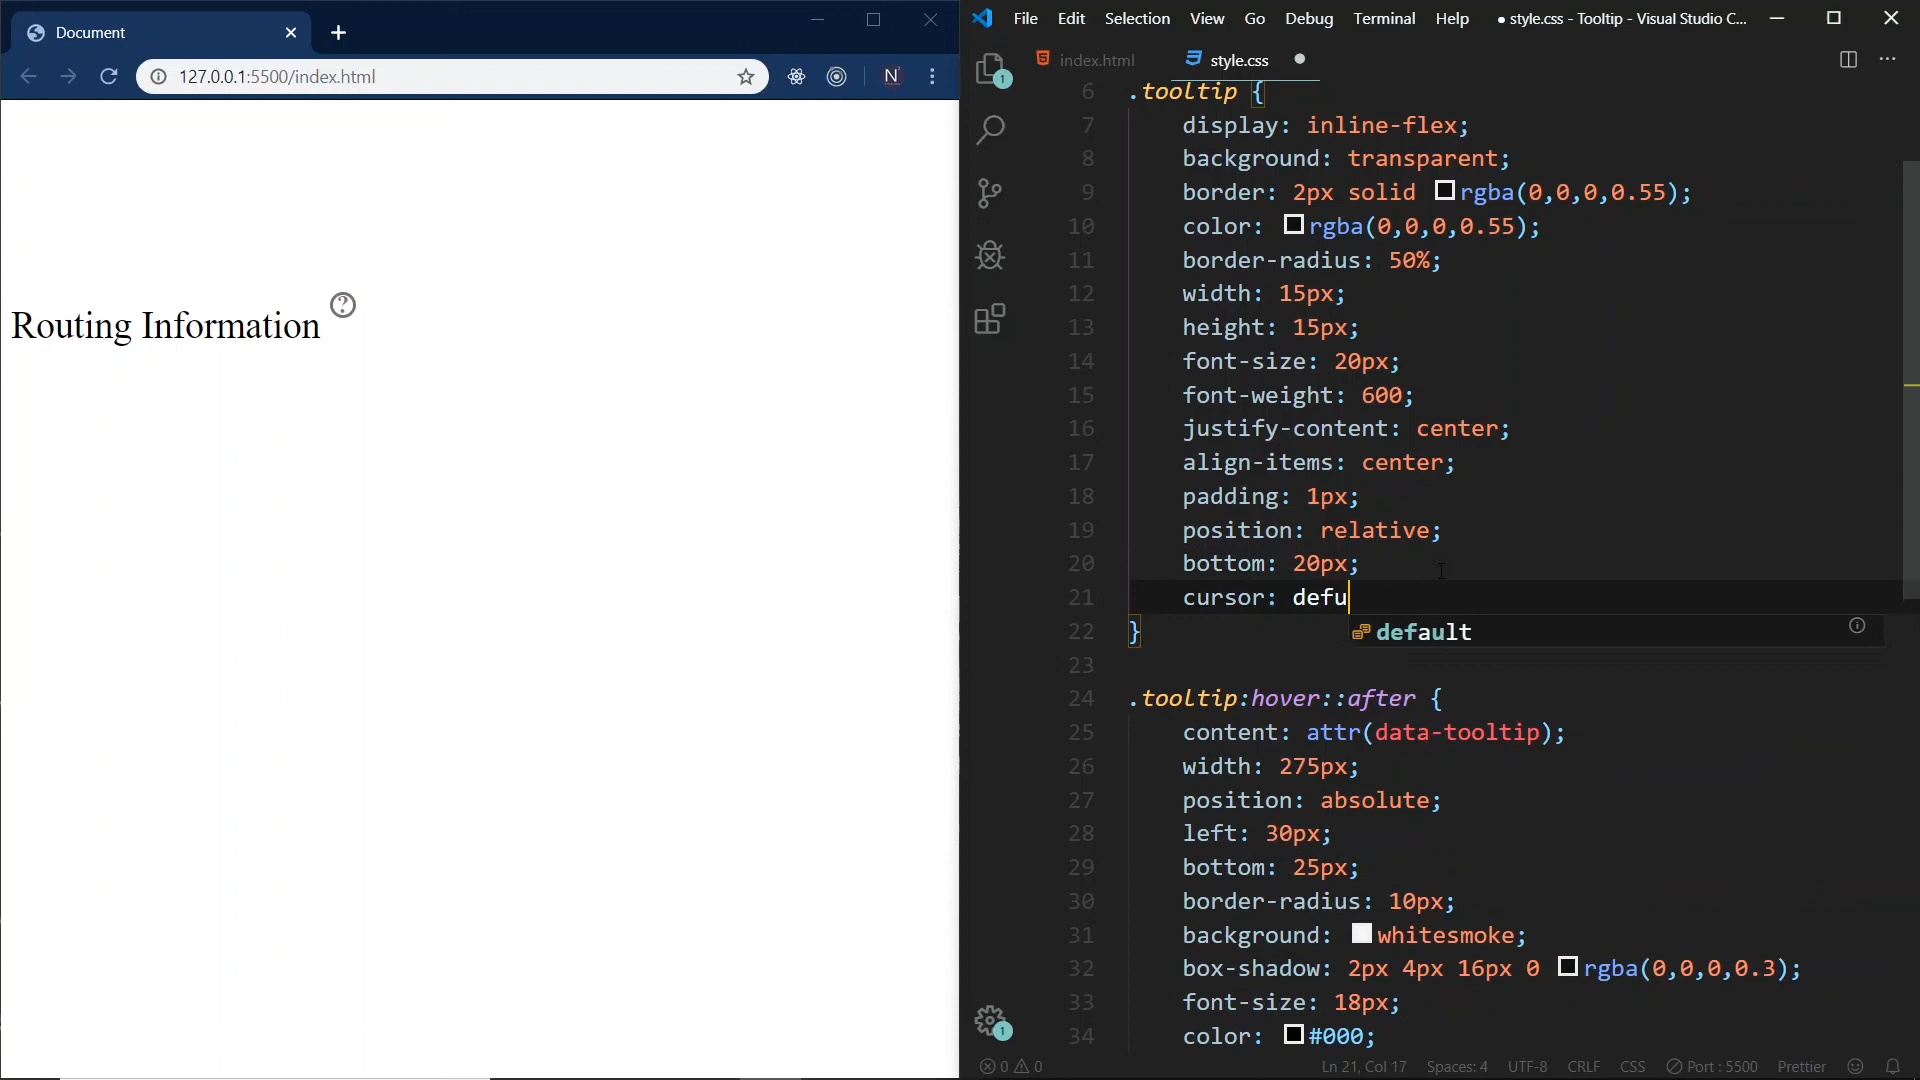 Document
127.0.0.1:5500/index.html
N
Routing Information ?
File Edit Selection View Go Debug Terminal Help ● style.css - Tooltip - Visual Studio C...
index.html style.css
1
1
6 .tooltip {
7 display: inline-flex;
8 background: transparent;
9 border: 2px solid rgba(0,0,0,0.55);
10 color: rgba(0,0,0,0.55);
11 border-radius: 50%;
12 width: 15px;
13 height: 15px;
14 font-size: 20px;
15 font-weight: 600;
16 justify-content: center;
17 align-items: center;
18 padding: 1px;
19 position: relative;
20 bottom: 20px;
21 cursor: defu
default
22 }
23
24 .tooltip:hover::after {
25 content: attr(data-tooltip);
26 width: 275px;
27 position: absolute;
28 left: 30px;
29 bottom: 25px;
30 border-radius: 10px;
31 background: whitesmoke;
32 box-shadow: 2px 4px 16px 0 rgba(0,0,0,0.3);
33 font-size: 18px;
34 color: #000;
0 0 Ln 21, Col 17 Spaces: 4 UTF-8 CRLF CSS Port : 5500 Prettier